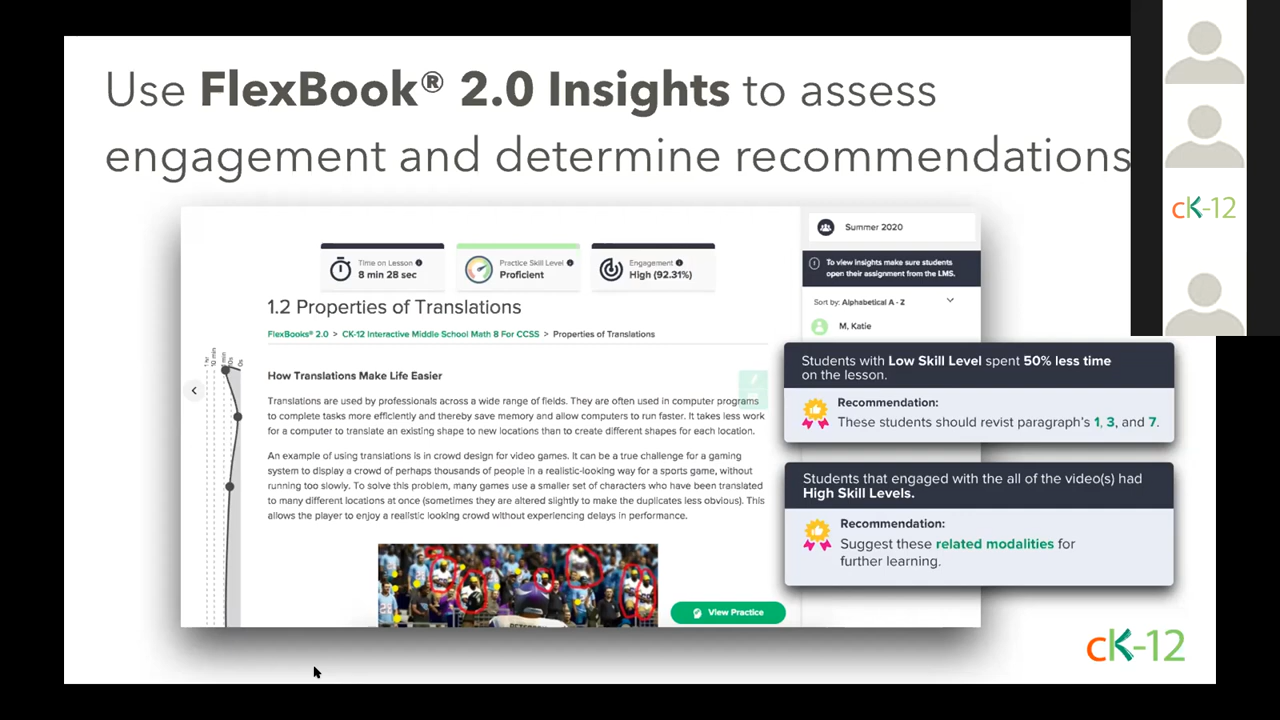 Use FlexBook® 2.0 Insights to assess
engagement and determine recommendations
cK-12
Time on Lesson
8 min 28 sec
Practice Skill Level
Proficient
Engagement
High (92.31%)
Summer 2020
To view insights make sure students
open their assignment from the LMS.
Sort by: Alphabetical A - Z
M, Katie
1.2 Properties of Translations
FlexBooks® 2.0 > CK-12 Interactive Middle School Math 8 For CCSS > Properties of Translations
10 min
0s
How Translations Make Life Easier
Translations are used by professionals across a wide range of fields. They are often used in computer programs
to complete tasks more efficiently and thereby save memory and allow computers to run faster. It takes less work
for a computer to translate an existing shape to new locations than to create different shapes for each location.
An example of using translations is in crowd design for video games. It can be a true challenge for a gaming
system to display a crowd of perhaps thousands of people in a realistic-looking way for a sports game, without
running too slowly. To solve this problem, many games use a smaller set of characters who have been translated
to many different locations at once (sometimes they are altered slightly to make the duplicates less obvious). This
allows the player to enjoy a realistic looking crowd without experiencing delays in performance.
View Practice
Students with Low Skill Level spent 50% less time
on the lesson.
Recommendation:
These students should revist paragraph's 1, 3, and 7.
Students that engaged with the all of the video(s) had
High Skill Levels.
Recommendation:
Suggest these related modalities for
further learning.
cK-12